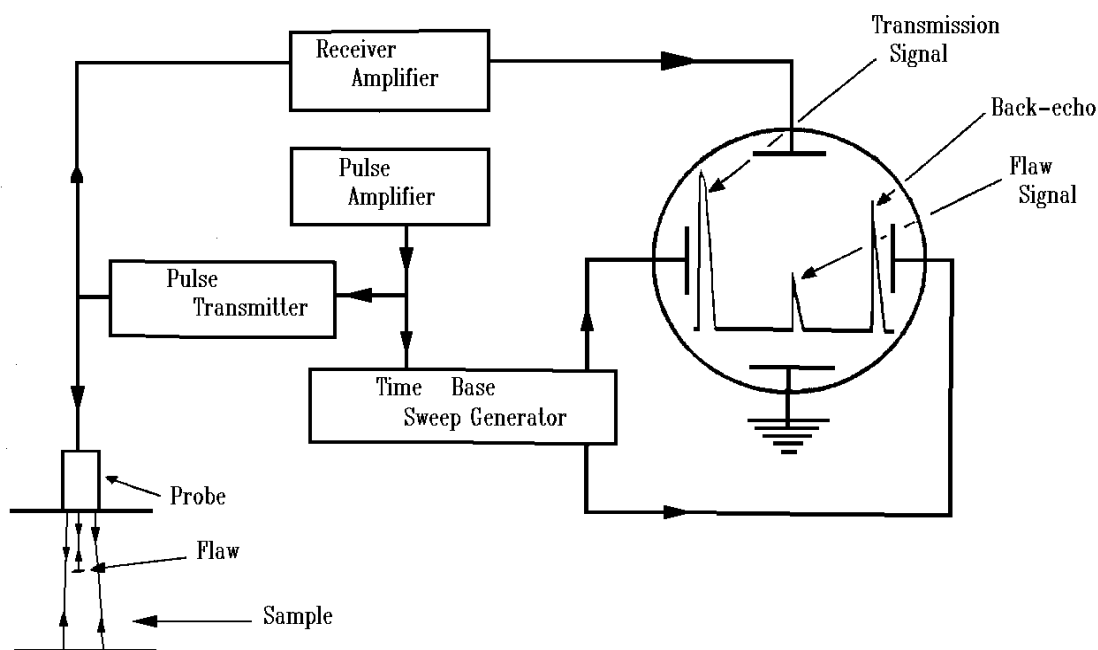 Transmission
Signal
Receiver
Amplifier
Back-echo
Pulse
Amplifier
Flaw
Signal
Pulse
Transmitter
Time Base
Sweep Generator
Probe
Flaw
Sample